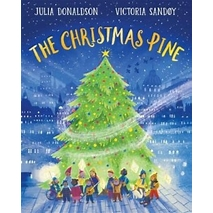 JULIA DONALDSON VICTORIA SANDØY
THE CHRISTMAS PINE